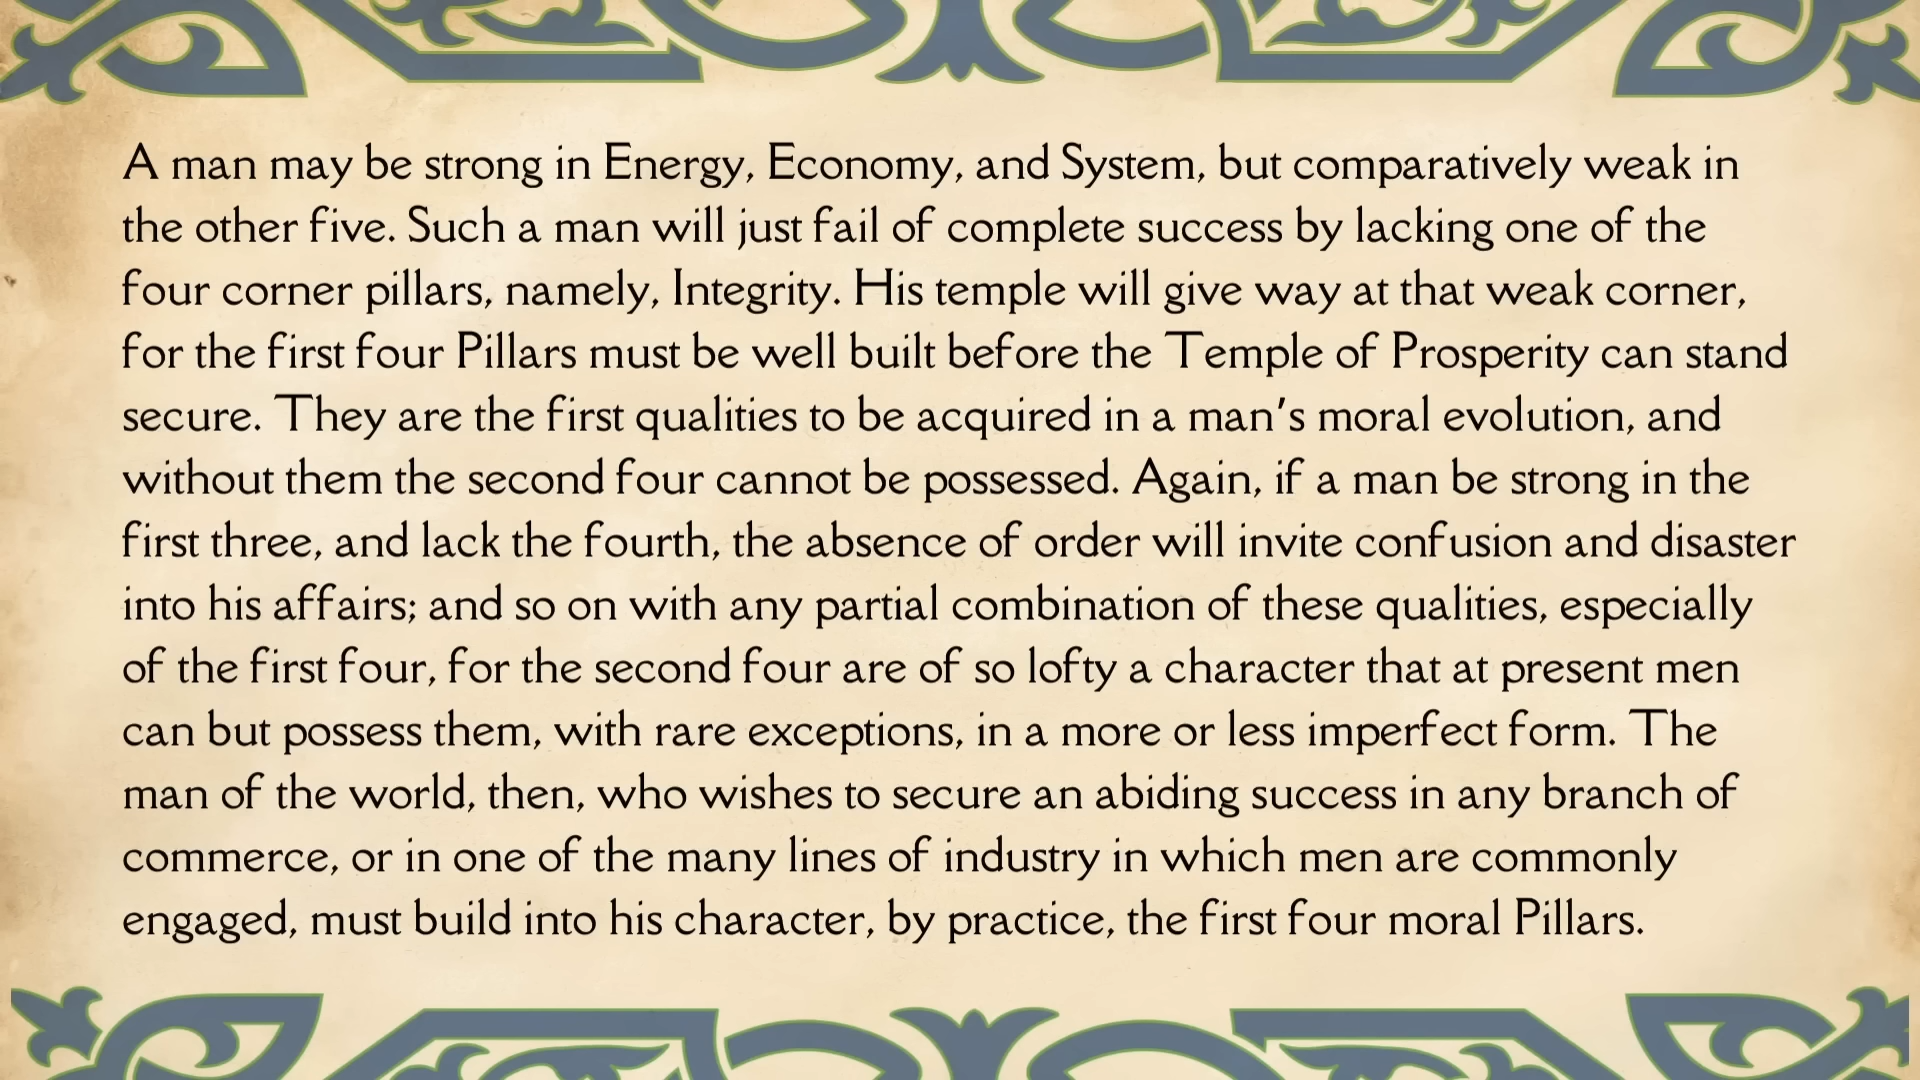 A man may be strong in Energy, Economy, and System, but comparatively weak in
the other five. Such a man will just fail of complete success by lacking one of the
four corner pillars, namely, Integrity. His temple will give way at that weak corner,
for the first four Pillars must be well built before the Temple of Prosperity can stand
secure. They are the first qualities to be acquired in a man's moral evolution, and
without them the second four cannot be possessed. Again, if a man be strong in the
first three, and lack the fourth, the absence of order will invite confusion and disaster
into his affairs; and so on with any partial combination of these qualities, especially
of the first four, for the second four are of so lofty a character that at present men
can but possess them, with rare exceptions, in a more or less imperfect form. The
man of the world, then, who wishes to secure an abiding success in any branch of
commerce, or in one of the many lines of industry in which men are commonly
engaged, must build into his character, by practice, the first four moral Pillars.